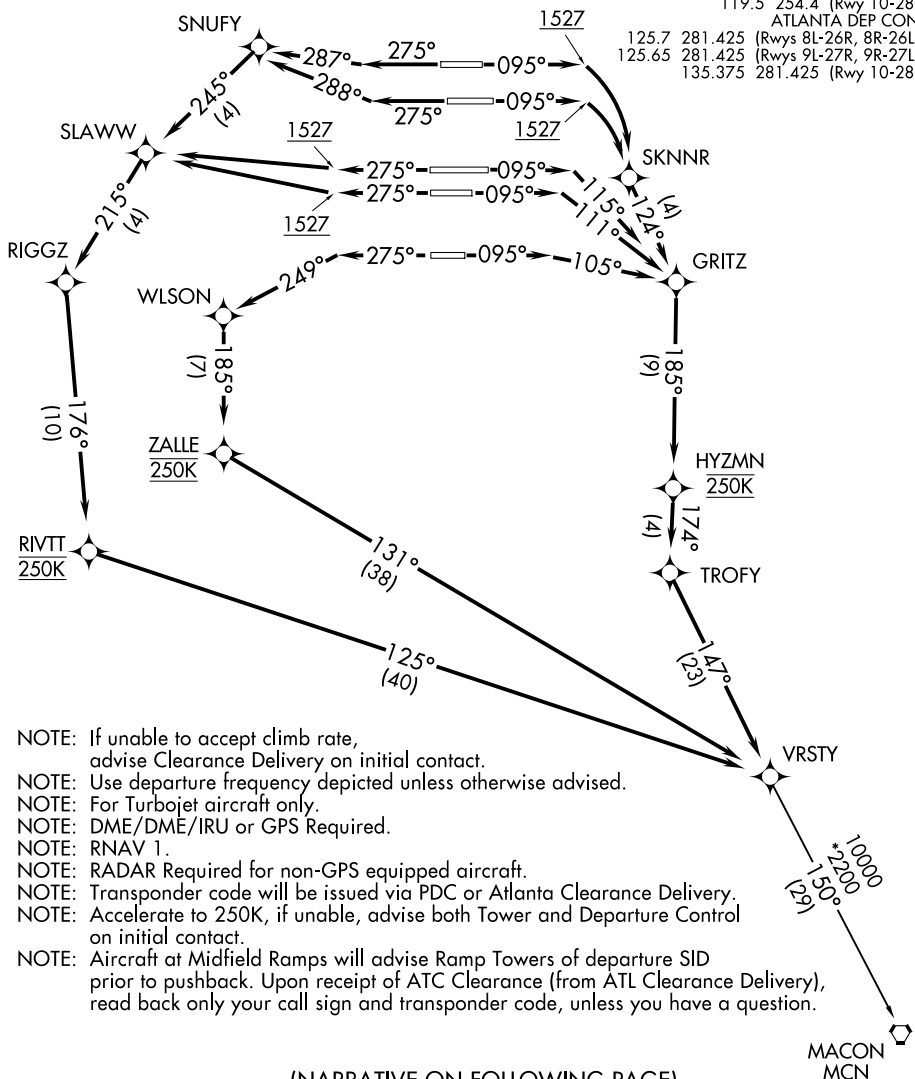 119.5 254.4 (Rwy 10-28
ATLANTA DEP CON
125.7 281.425 (Rwys 8L-26R, 8R-26L
125.65 281.425 (Rwys 9L-27R, 9R-27L
135.375 281.425 (Rwy 10-28
SNUFY
1527
287° 275° 095°
288° 275° 095°
1527
245°
(4)
SLAWW
1527
275° 095°
275° 095°
1527
SKNNR
115°
111°
124°
(4)
215°
(4)
RIGGZ
WLSON
249° 275° 095° 105°
GRITZ
185°
(7)
185°
(9)
176°
(10)
ZALLE
250K
HYZMN
250K
174°
(4)
RIVTT
250K
131°
(38)
TROFY
125°
(40)
147°
(23)
VRSTY
NOTE: If unable to accept climb rate,
advise Clearance Delivery on initial contact.
NOTE: Use departure frequency depicted unless otherwise advised.
NOTE: For Turbojet aircraft only.
NOTE: DME/DME/IRU or GPS Required.
NOTE: RNAV 1.
NOTE: RADAR Required for non-GPS equipped aircraft.
NOTE: Transponder code will be issued via PDC or Atlanta Clearance Delivery.
NOTE: Accelerate to 250K, if unable, advise both Tower and Departure Control
on initial contact.
NOTE: Aircraft at Midfield Ramps will advise Ramp Towers of departure SID
prior to pushback. Upon receipt of ATC Clearance (from ATL Clearance Delivery),
read back only your call sign and transponder code, unless you have a question.
10000
*2200
150°
(29)
MACON
MCN
(NARRATIVE ON FOLLOWING PAGE)